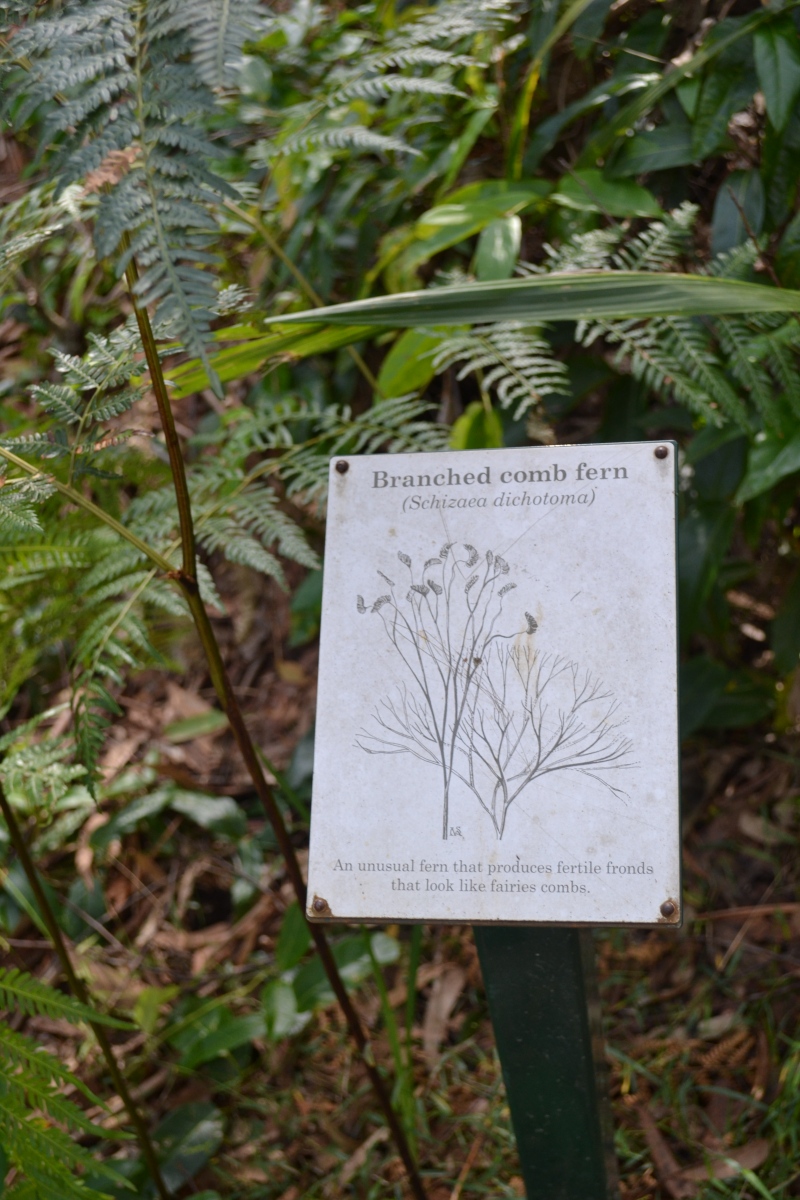 Branched comb fern
(Schizaea dichotoma)
An unusual fern that produces fertile fronds
that look like fairies combs.